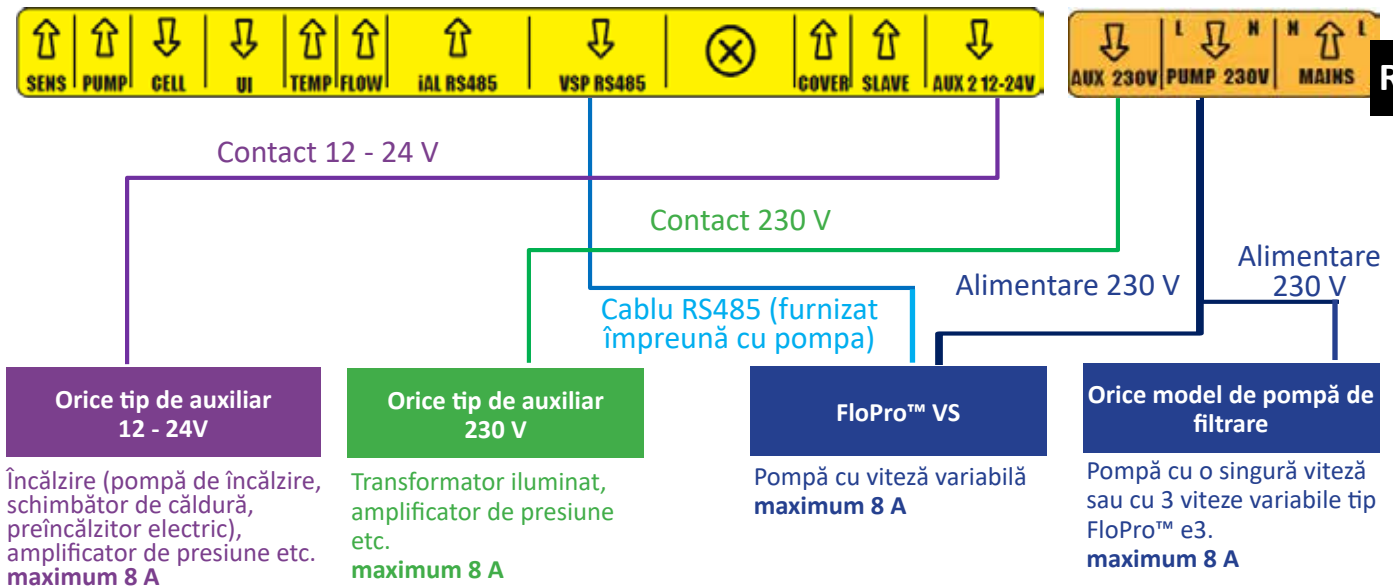 SENS PUMP CELL UI TEMP FLOW iAL RS485 VSP RS485 COVER SLAVE AUX 2 12-24V
AUX 230V L PUMP 230V N N MAINS L
R
Contact 12 - 24 V
Contact 230 V
Alimentare 230 V
Alimentare
230 V
Cablu RS485 (furnizat
împreună cu pompa)
Orice tip de auxiliar
12 - 24V
Încălzire (pompă de încălzire,
schimbător de căldură,
preîncălzitor electric),
amplificator de presiune etc.
maximum 8 A
Orice tip de auxiliar
230 V
Transformator iluminat,
amplificator de presiune
etc.
maximum 8 A
FloPro™ VS
Pompă cu viteză variabilă
maximum 8 A
Orice model de pompă de
filtrare
Pompă cu o singură viteză
sau cu 3 viteze variabile tip
FloPro™ e3.
maximum 8 A